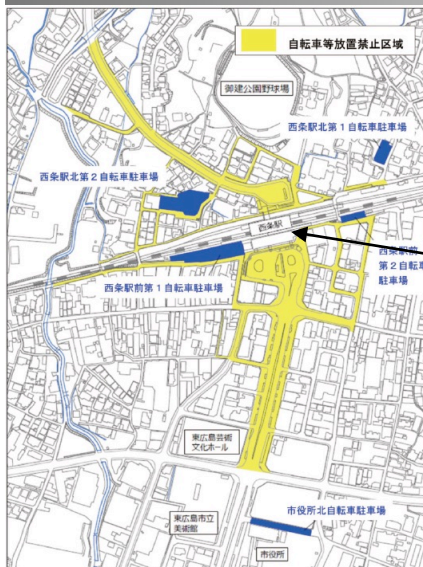 自転車等放置禁止区域
御建公園野球場
西条駅北第1自転車駐車場
西条駅北第2自転車駐車場
西条駅
西条駅前
第2自転車
駐車場
西条駅前第1自転車駐車場
東広島芸術
文化ホール
市役所北自転車駐車場
東広島市立
美術館
市役所